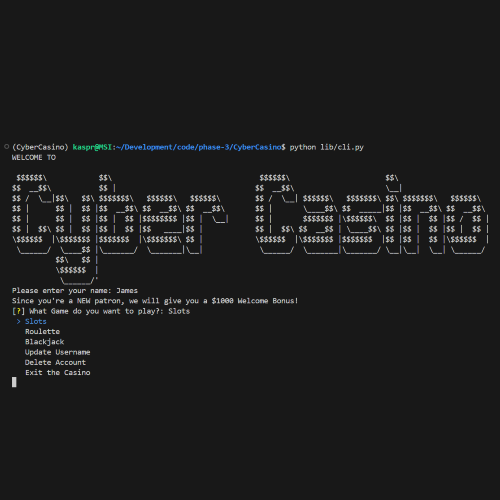 (CyberCasino) kaspr@MSI:~/Development/code/phase-3/CyberCasino$ python lib/cli.py
WELCOME TO
Cyber Casino
Please enter your name: James
Since you're a NEW patron, we will give you a $1000 Welcome Bonus!
[?] What Game do you want to play?: Slots
> Slots
Roulette
Blackjack
Update Username
Delete Account
Exit the Casino